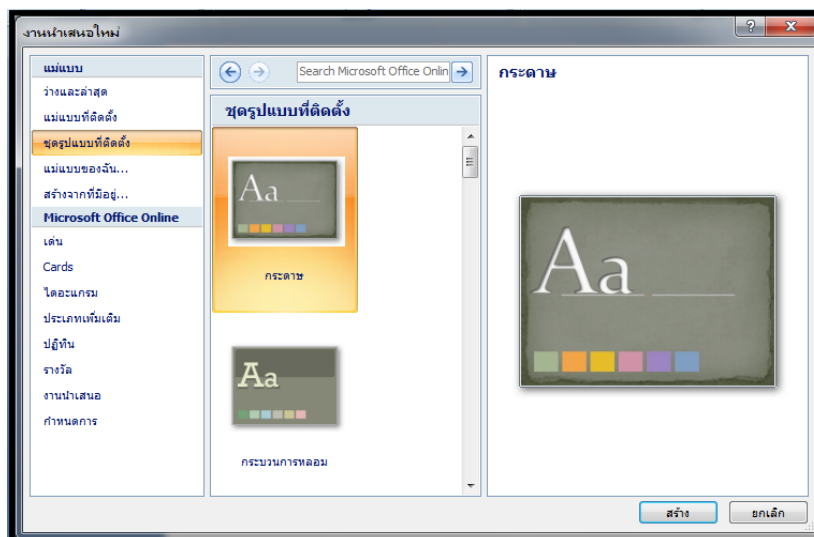 งานนำเสนอใหม่
แม่แบบ
ว่างและล่าสุด
แม่แบบที่ติดตั้ง
ชุดรูปแบบที่ติดตั้ง
แม่แบบของฉัน...
สร้างจากที่มีอยู่...
Microsoft Office Online
เด่น
Cards
ไดอะแกรม
ประเภทเพิ่มเติม
ปฏิทิน
รางวัล
งานนำเสนอ
กำหนดการ
Search Microsoft Office Onlin
ชุดรูปแบบที่ติดตั้ง
Aa
กระดาษ
Aa
กระบวนการหลอม
กระดาษ
Aa
สร้าง
ยกเลิก